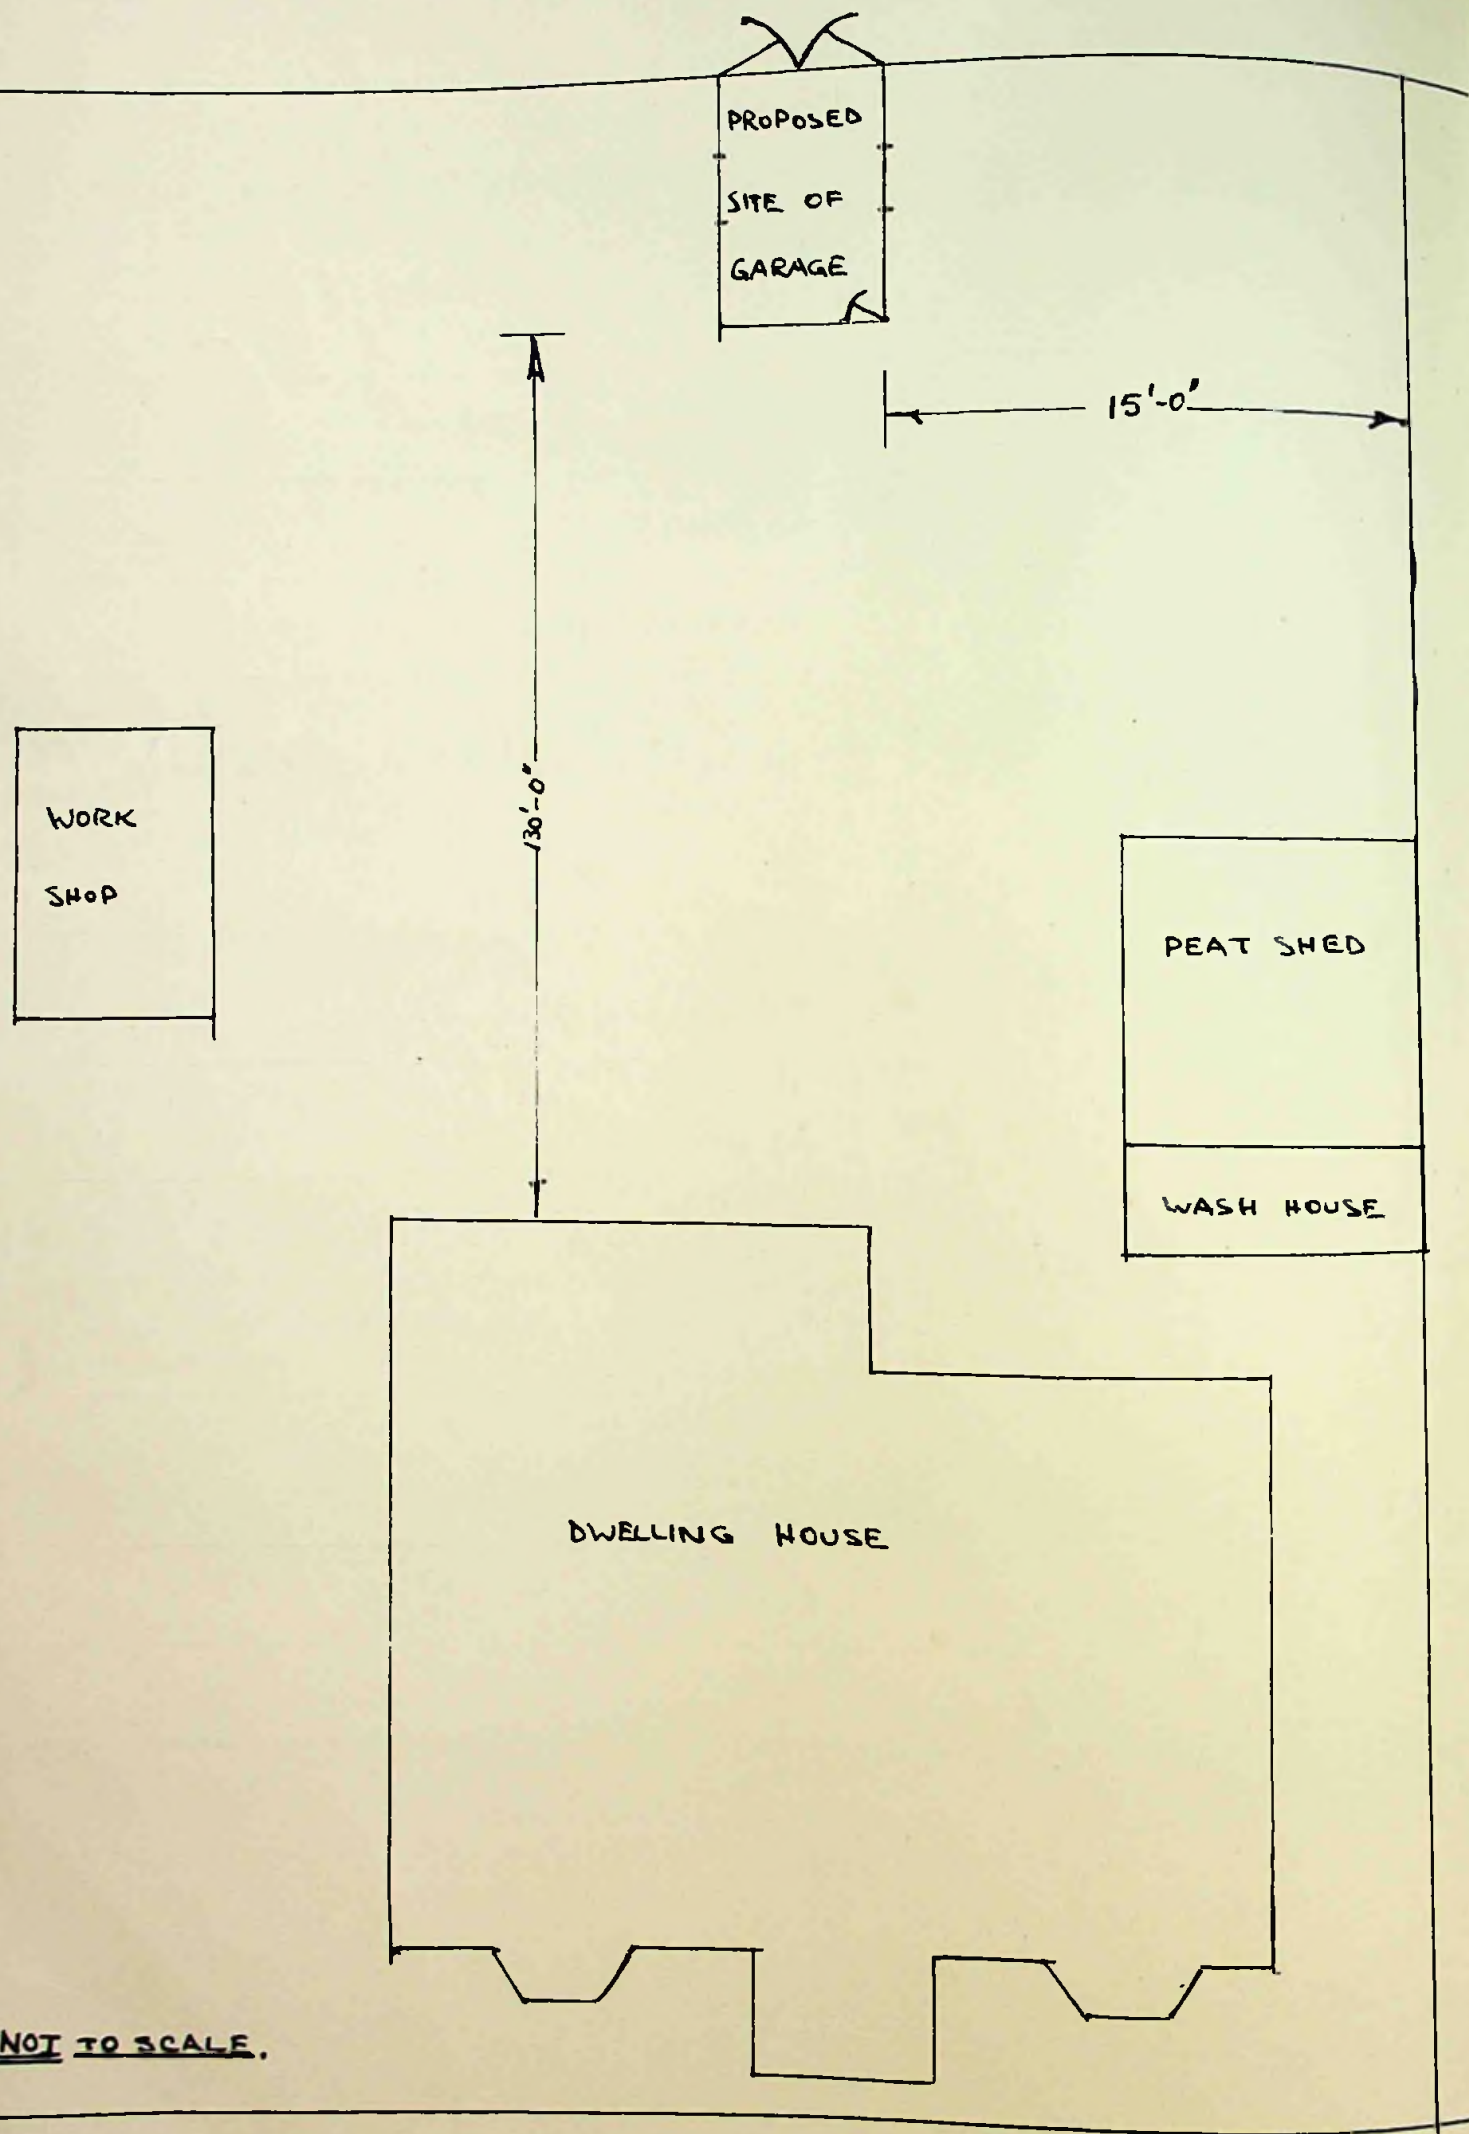 PROPOSED
SITE OF
GARAGE
15'-0"
130'-0"
WORK
SHOP
PEAT SHED
WASH HOUSE
DWELLING HOUSE
NOT TO SCALE.